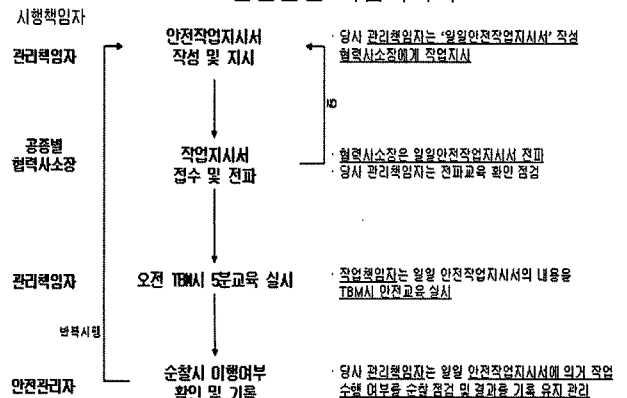 시행책임자
관리책임자
안전작업지시서
작성 및 지시
· 당사 관리책임자는 '일일안전작업지시서' 작성
협력사소장에게 작업지시
공종별
협력사소장
작업지시서
접수 및 전파
· 협력사소장은 일일안전작업지시서 전파
· 당사 관리책임자는 전파교육 확인 점검
관리책임자
오전 TBM시 5분교육 실시
· 작업책임자는 일일 안전작업지시서의 내용을
TBM시 안전교육 실시
반복시행
안전관리자
순찰시 이행여부
확인 및 기록
· 당사 관리책임자는 일일 안전작업지시서에 의거 작업
수행 여부를 순찰 점검 및 결과를 기록 유지 관리